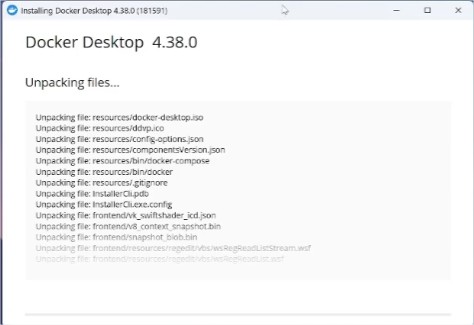 Installing Docker Desktop 4.38.0 (181591)
Docker Desktop 4.38.0
Unpacking files...
Unpacking file: resources/docker-desktop.iso
Unpacking file: resources/ddvp.ico
Unpacking file: resources/config-options.json
Unpacking file: resources/componentsVersion.json
Unpacking file: resources/bin/docker-compose
Unpacking file: resources/bin/docker
Unpacking file: resources/.gitignore
Unpacking file: InstallerCli.pdb
Unpacking file: InstallerCli.exe.config
Unpacking file: frontend/vk_swiftshader_icd.json
Unpacking file: frontend/v8_context_snapshot.bin
Unpacking file: frontend/snapshot_blob.bin
Unpacking file: frontend/resources/regedit/vbs/wsRegReadListStream.wsf
Unpacking file: frontend/resources/regedit/vbs/wsRegReadList.wsf